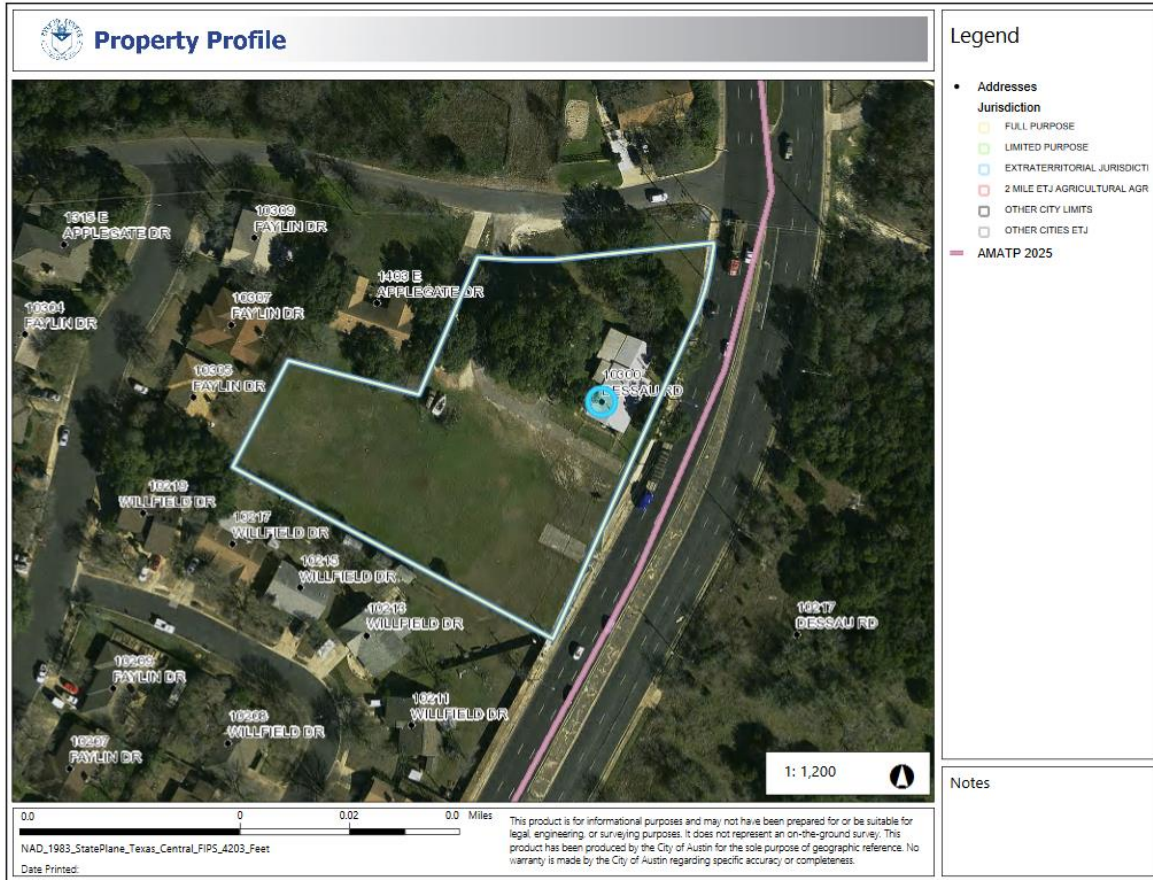 Property Profile
Legend
Addresses
Jurisdiction
FULL PURPOSE
LIMITED PURPOSE
EXTRATERRITORIAL JURISDICTI
2 MILE ETJ AGRICULTURAL AGR
OTHER CITY LIMITS
OTHER CITIES ETJ
AMATP 2025
1315 E
APPLEGATE DR
10309
FAYLIN DR
1403 E
APPLEGATE DR
10304
FAYLIN DR
10307
FAYLIN DR
10305
FAYLIN DR
10300
DESSAU RD
10219
WILLFIELD DR
10217
WILLFIELD DR
10215
WILLFIELD DR
10213
WILLFIELD DR
10217
DESSAU RD
FAYLIN DR
10211
WILLFIELD DR
WILLFIELD DR
10207
FAYLIN DR
1: 1,200
Notes
0.0 0 0.02 0.0 Miles
NAD_1983_StatePlane_Texas_Central_FIPS_4203_Feet
Date Printed:
This product is for informational purposes and may not have been prepared for or be suitable for
legal, engineering, or surveying purposes. It does not represent an on-the-ground survey. This
product has been produced by the City of Austin for the sole purpose of geographic reference. No
warranty is made by the City of Austin regarding specific accuracy or completeness.